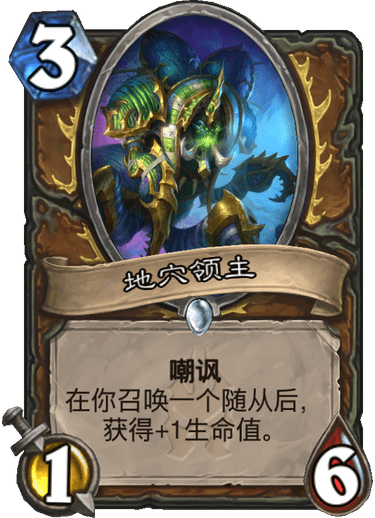 3
地穴领主
嘲讽
在你召唤一个随从后,
获得+1生命值。
1
6